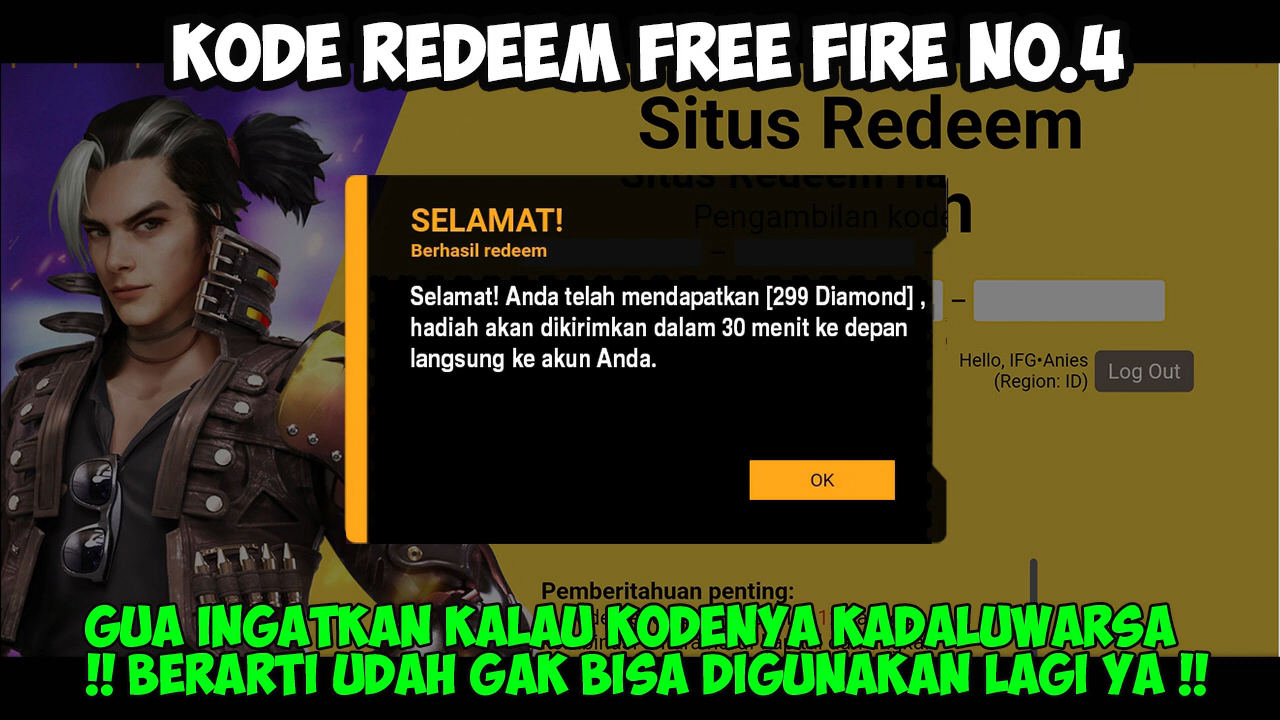 KODE REDEEM FREE FIRE NO.4
Situs Redeem
Situs Redeem
Pengambilan kode
SELAMAT!
Berhasil redeem
Selamat! Anda telah mendapatkan [299 Diamond] ,
hadiah akan dikirimkan dalam 30 menit ke depan
langsung ke akun Anda.
Hello, IFG•Anies
(Region: ID)
Log Out
OK
Pemberitahuan penting:
GUA INGATKAN KALAU KODENYA KADALUWARSA
!! BERARTI UDAH GAK BISA DIGUNAKAN LAGI YA !!